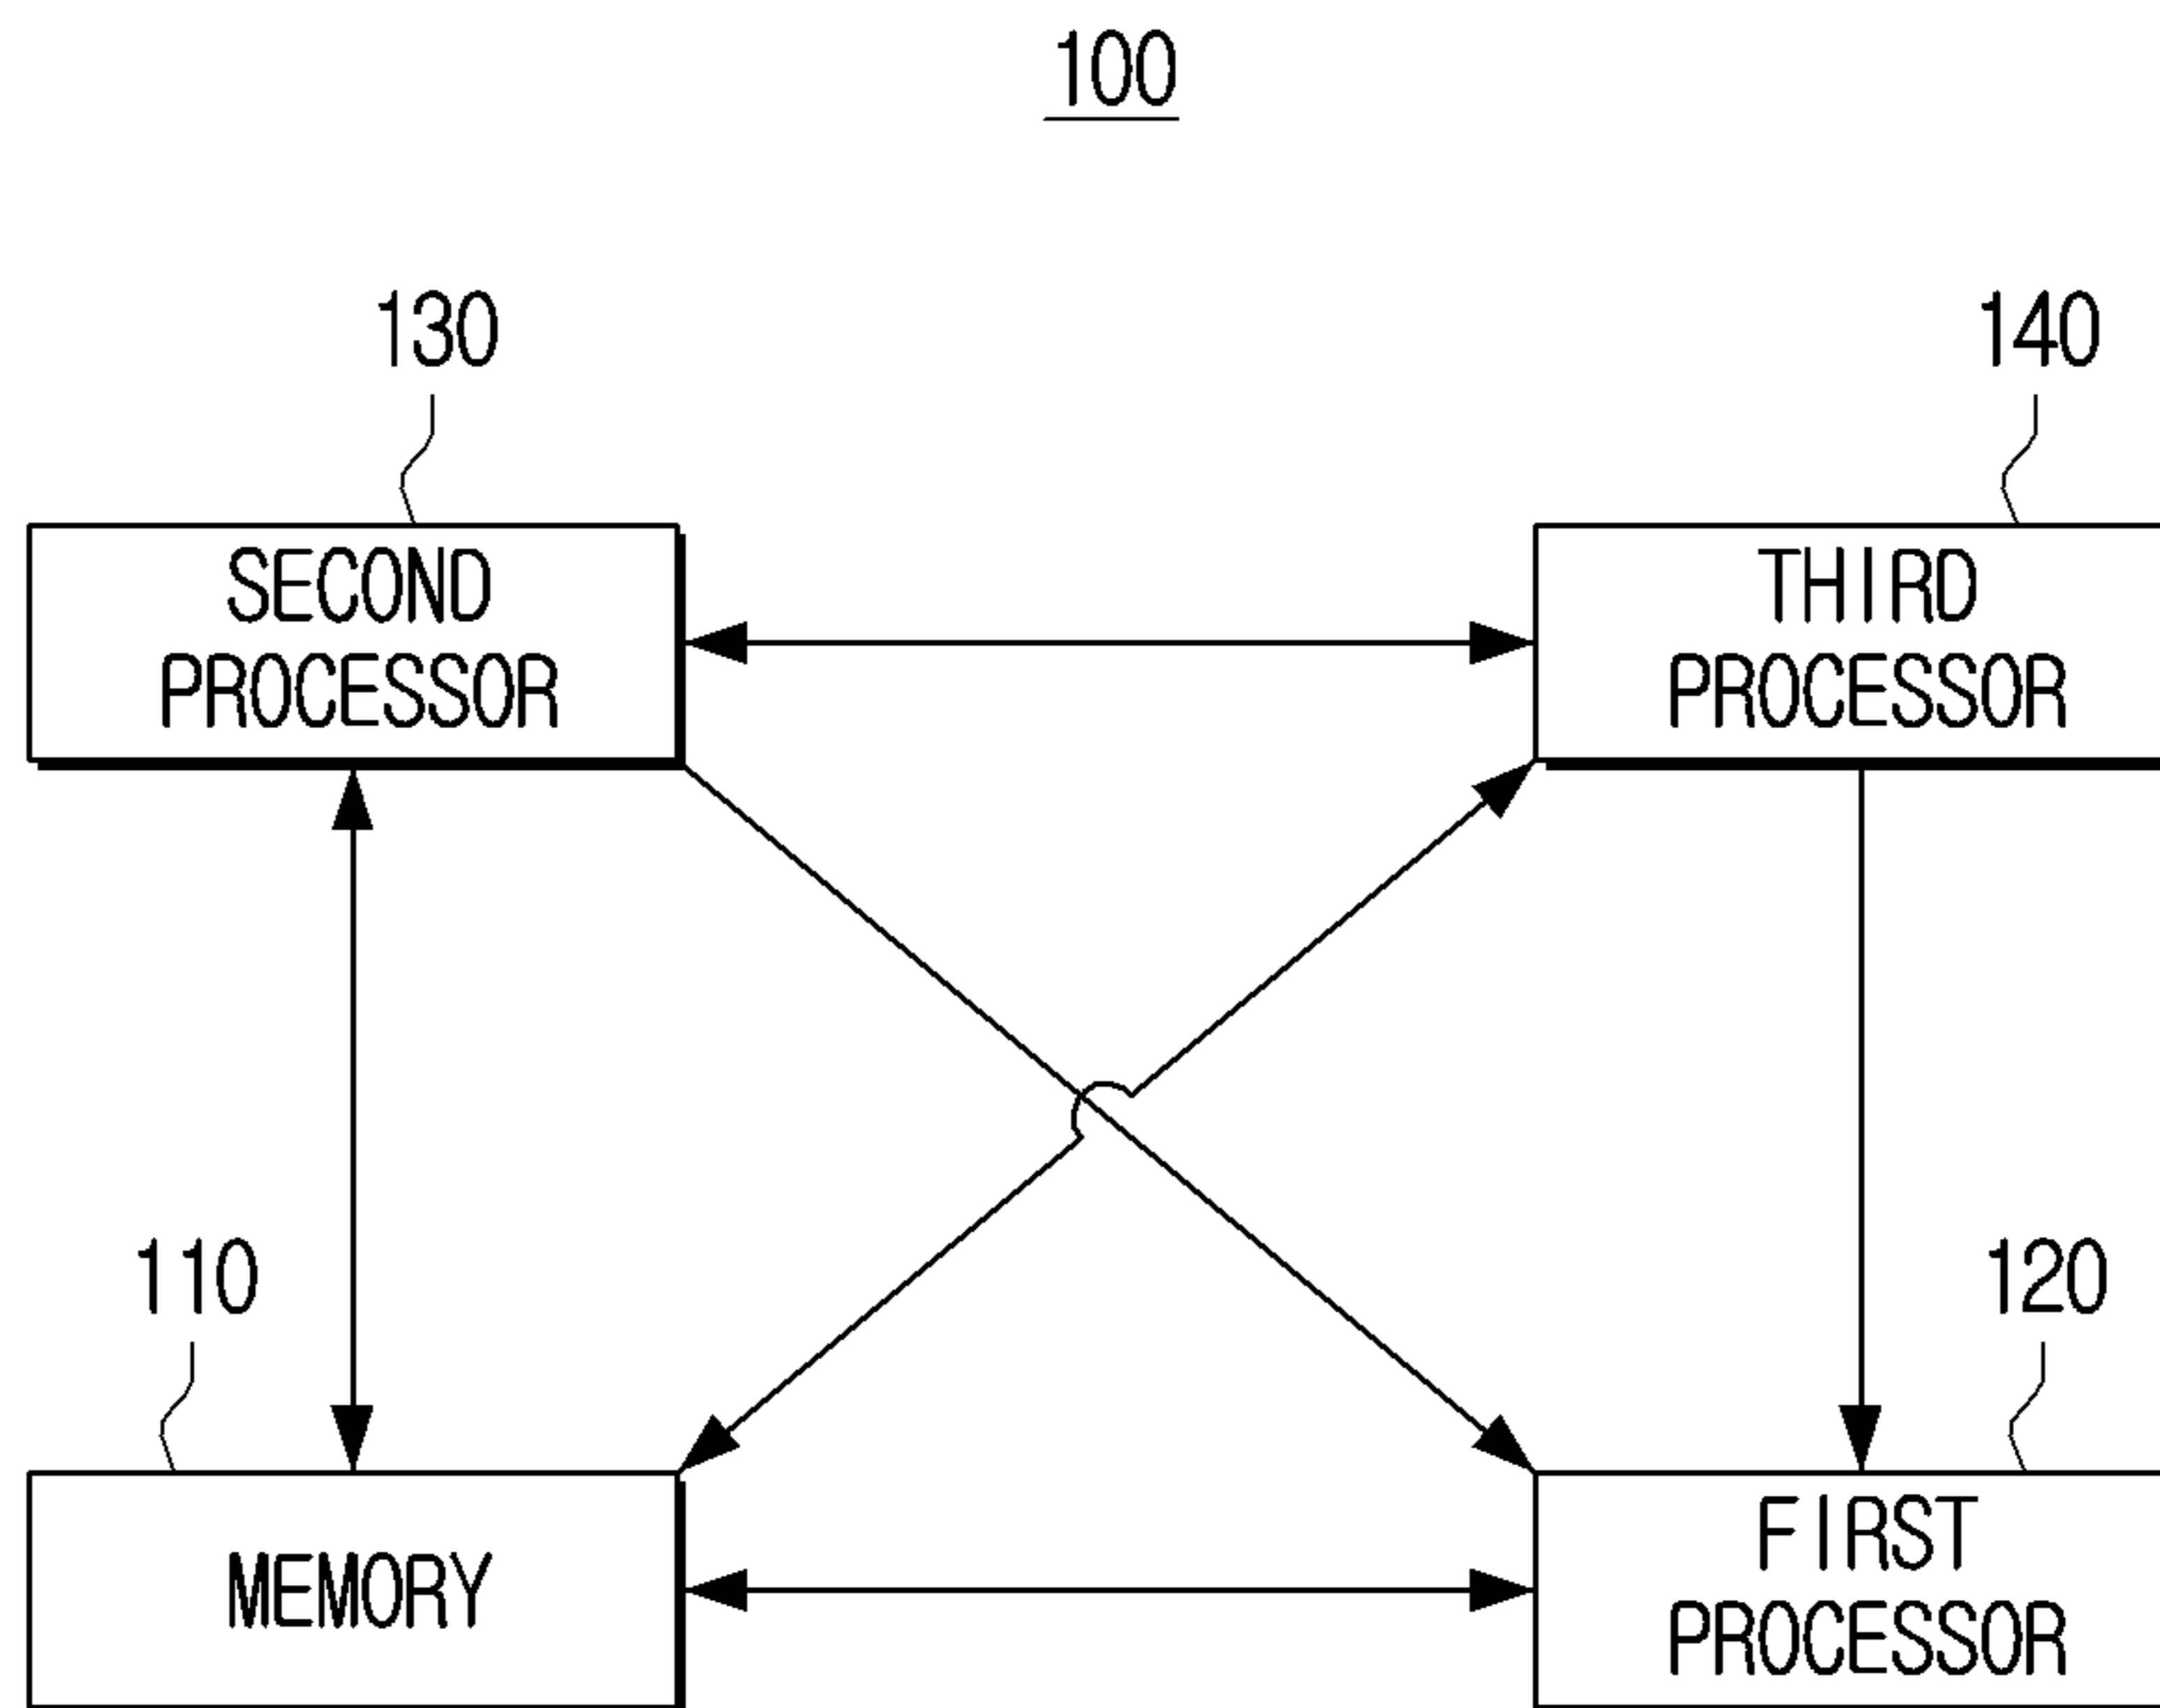 100
130
140
SECOND
PROCESSOR
THIRD
PROCESSOR
110
120
MEMORY
FIRST
PROCESSOR